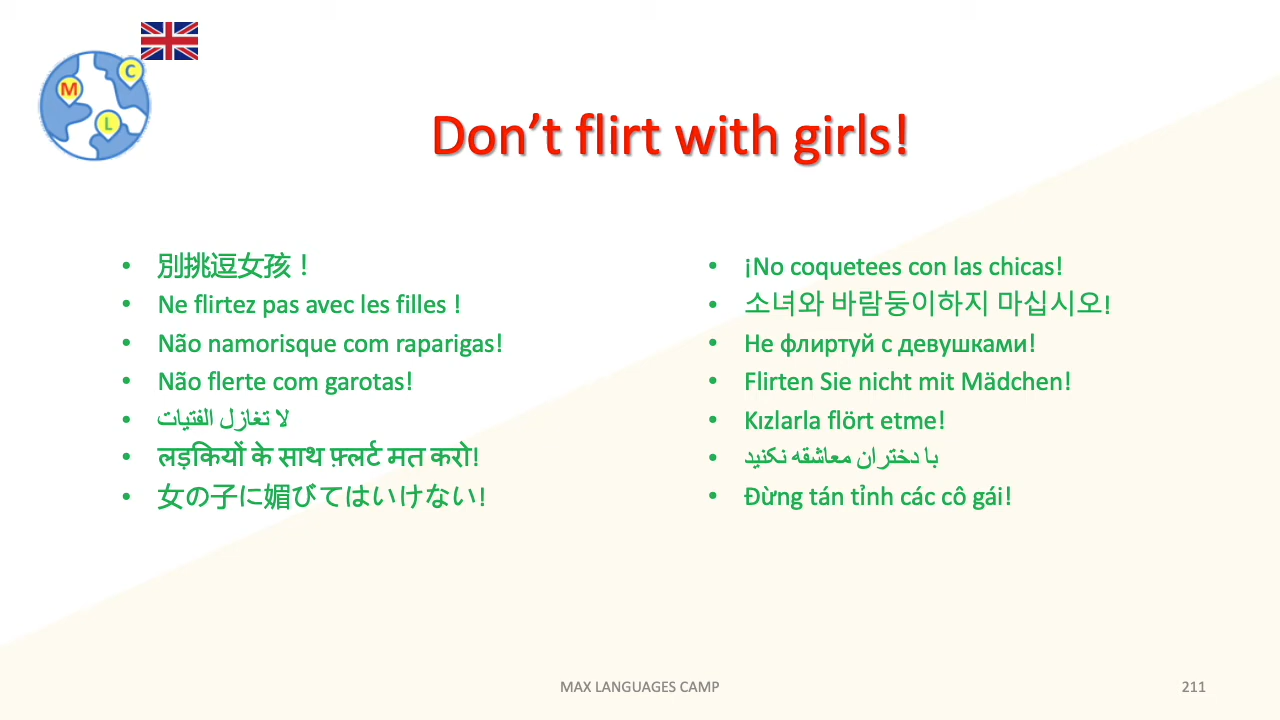 M
C
L
Don’t flirt with girls!
• 別挑逗女孩！
• Ne flirtez pas avec les filles !
• Não namorisque com raparigas!
• Não flerte com garotas!
• لا تغازل الفتيات
• लड़कियों के साथ फ़्लर्ट मत करो!
• 女の子に媚びてはいけない!
• ¡No coquetees con las chicas!
• 소녀와 바람둥이하지 마십시오!
• Не флиртуй с девушками!
• Flirten Sie nicht mit Mädchen!
• Kızlarla flört etme!
• با دختران معاشقه نکنید
• Đừng tán tỉnh các cô gái!
MAX LANGUAGES CAMP
211